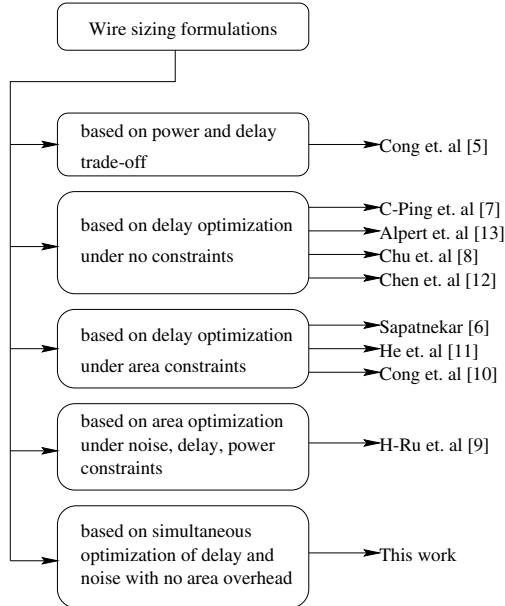 Wire sizing formulations
based on power and delay
trade-off
Cong et. al [5]
based on delay optimization
under no constraints
C-Ping et. al [7]
Alpert et. al [13]
Chu et. al [8]
Chen et. al [12]
based on delay optimization
under area constraints
Sapatnekar [6]
He et. al [11]
Cong et. al [10]
based on area optimization
under noise, delay, power
constraints
H-Ru et. al [9]
based on simultaneous
optimization of delay and
noise with no area overhead
This work